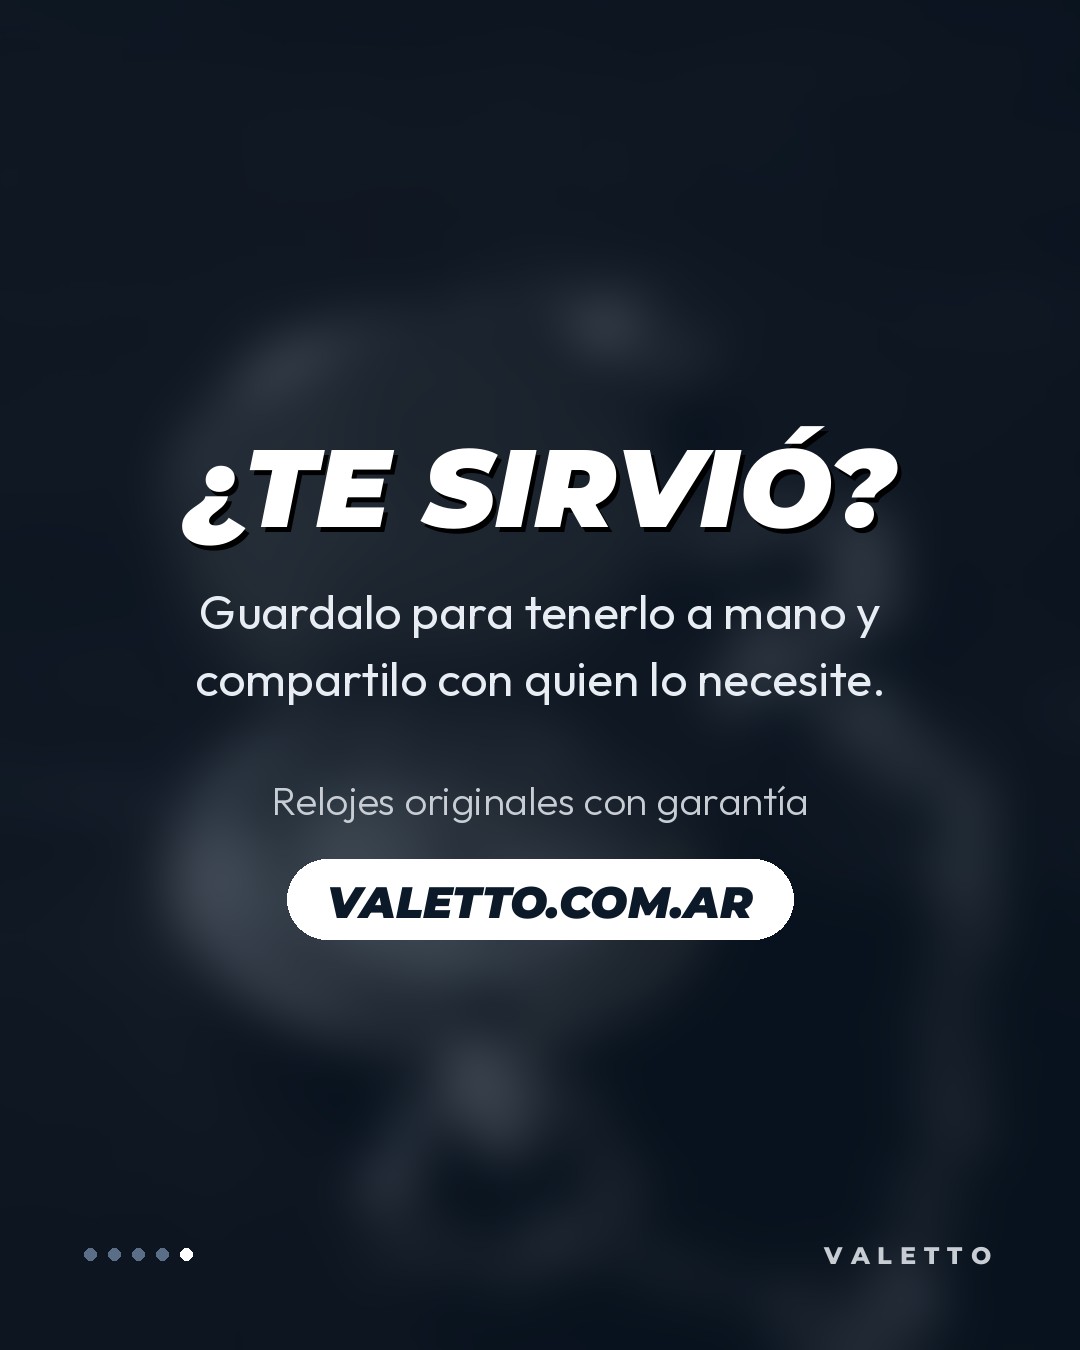 ¿TE SIRVIÓ?
Guardalo para tenerlo a mano y
compartilo con quien lo necesite.
Relojes originales con garantía
VALETTO.COM.AR
VALETTO